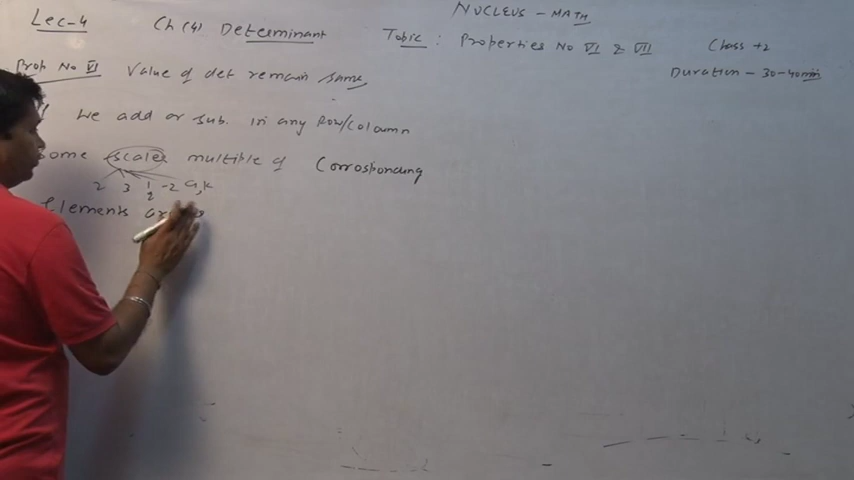 NUCLEUS - MATH
Lec-4 Ch (4) Determinant Topic : Properties No VI & VII Class +2
Duration - 30-40 min
Prop No VI Value of det remain same
We add or sub. in any Row/Column
some scaler multiple of Corrosponding
2 3 1/2 -2 a, k
Elements